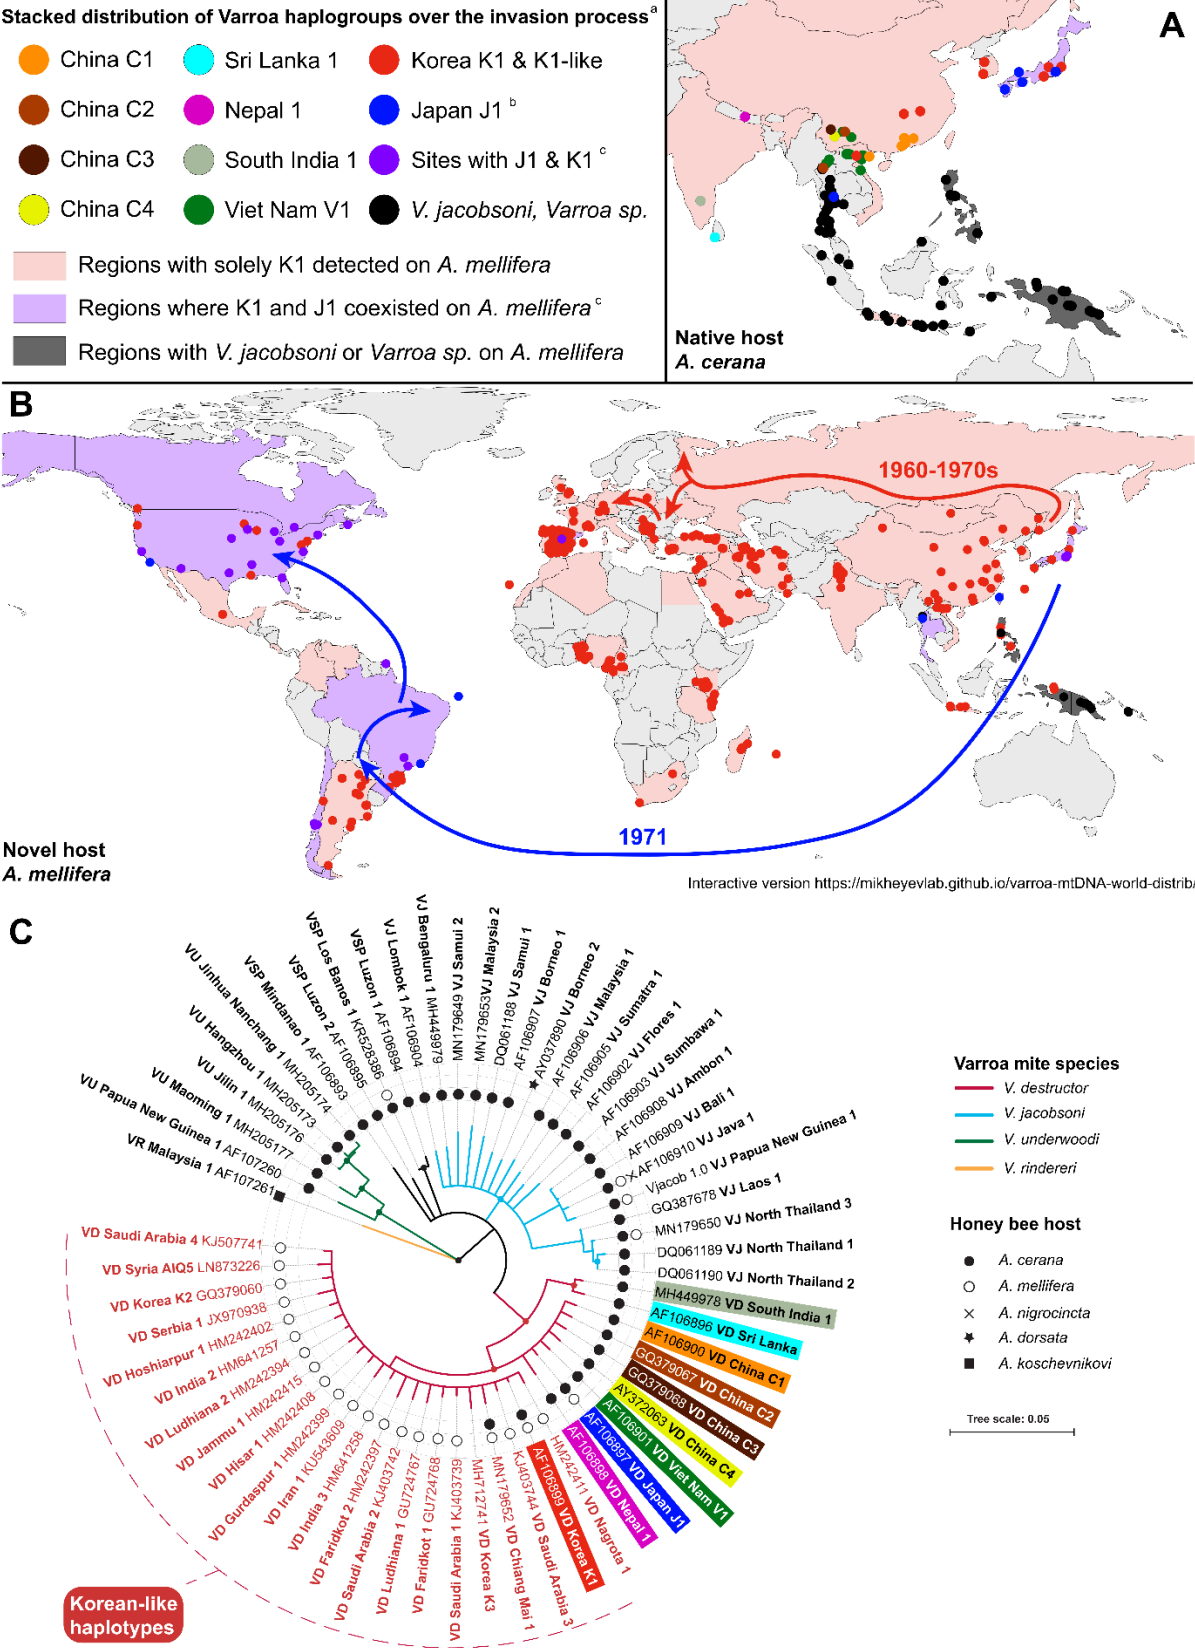 Stacked distribution of Varroa haplogroups over the invasion process a
China C1
Sri Lanka 1
Korea K1 & K1-like
China C2
Nepal 1
Japan J1 b
China C3
South India 1
Sites with J1 & K1 c
China C4
Viet Nam V1
V. jacobsoni, Varroa sp.
Regions with solely K1 detected on A. mellifera
Regions where K1 and J1 coexisted on A. mellifera c
Regions with V. jacobsoni or Varroa sp. on A. mellifera
A
Native host
A. cerana
B
1960-1970s
1971
Novel host
A. mellifera
Interactive version https://mikheyevlab.github.io/varroa-mtDNA-world-distrib/
C
VD Saudi Arabia 4 KJ507741
VD Syria AIQ5 LN873226
VD Korea K2 GQ379060
VD Serbia 1 JX970938
VD Hoshiarpur 1 HM242402
VD India 2 HM641257
VD Ludhiana 2 HM242394
VD Jammu 1 HM242415
VD Hisar 1 HM242408
VD Gurdaspur 1 HM242399
VD Iran 1 KU543609
VD India 3 HM641258
VD Faridkot 2 HM242397
VD Saudi Arabia 2 KJ403742
VD Ludhiana 1 GU724767
VD Faridkot 1 GU724768
VD Saudi Arabia 1 KJ403739
MH712741 VD Korea K3
MN179652 VD Chiang Mai 1
KJ403744 VD Saudi Arabia 3
AF106899 VD Korea K1
HM242411 VD Nagrota 1
AF106898 VD Nepal 1
AF106897 VD Japan J1
AF106901 VD Viet Nam V1
AY372063 VD China C4
GQ379068 VD China C3
GQ379067 VD China C2
AF106900 VD China C1
AF106896 VD Sri Lanka
MH449978 VD South India 1
DQ061190 VJ North Thailand 2
DQ061189 VJ North Thailand 1
MN179650 VJ North Thailand 3
GQ387678 VJ Laos 1
Vjacob 1.0 VJ Papua New Guinea 1
AF106910 VJ Java 1
AF106909 VJ Bali 1
AF106908 VJ Ambon 1
AF106903 VJ Sumbawa 1
AF106902 VJ Flores 1
AF106905 VJ Sumatra 1
AF106906 VJ Malaysia 1
AY037890 VJ Borneo 2
AF106907 VJ Borneo 1
DQ061188 VJ Samui 1
MN179653 VJ Malaysia 2
MN179649 VJ Samui 2
VJ Bengaluru 1 MH449979
VJ Lombok 1 AF106904
VSP Luzon 1 AF106894
VSP Los Banos 1 KR528386
VSP Luzon 2 AF106895
VSP Mindanao 1 AF106893
VU Jinhua Nanchang 1 MH205174
VU Hangzhou 1 MH205173
VU Jilin 1 MH205176
VU Maoming 1 MH205177
VU Papua New Guinea 1 AF107260
VR Malaysia 1 AF107261
Korean-like
haplotypes
Varroa mite species
V. destructor
V. jacobsoni
V. underwoodi
V. rindereri
Honey bee host
A. cerana
A. mellifera
A. nigrocincta
A. dorsata
A. koschevnikovi
Tree scale: 0.05